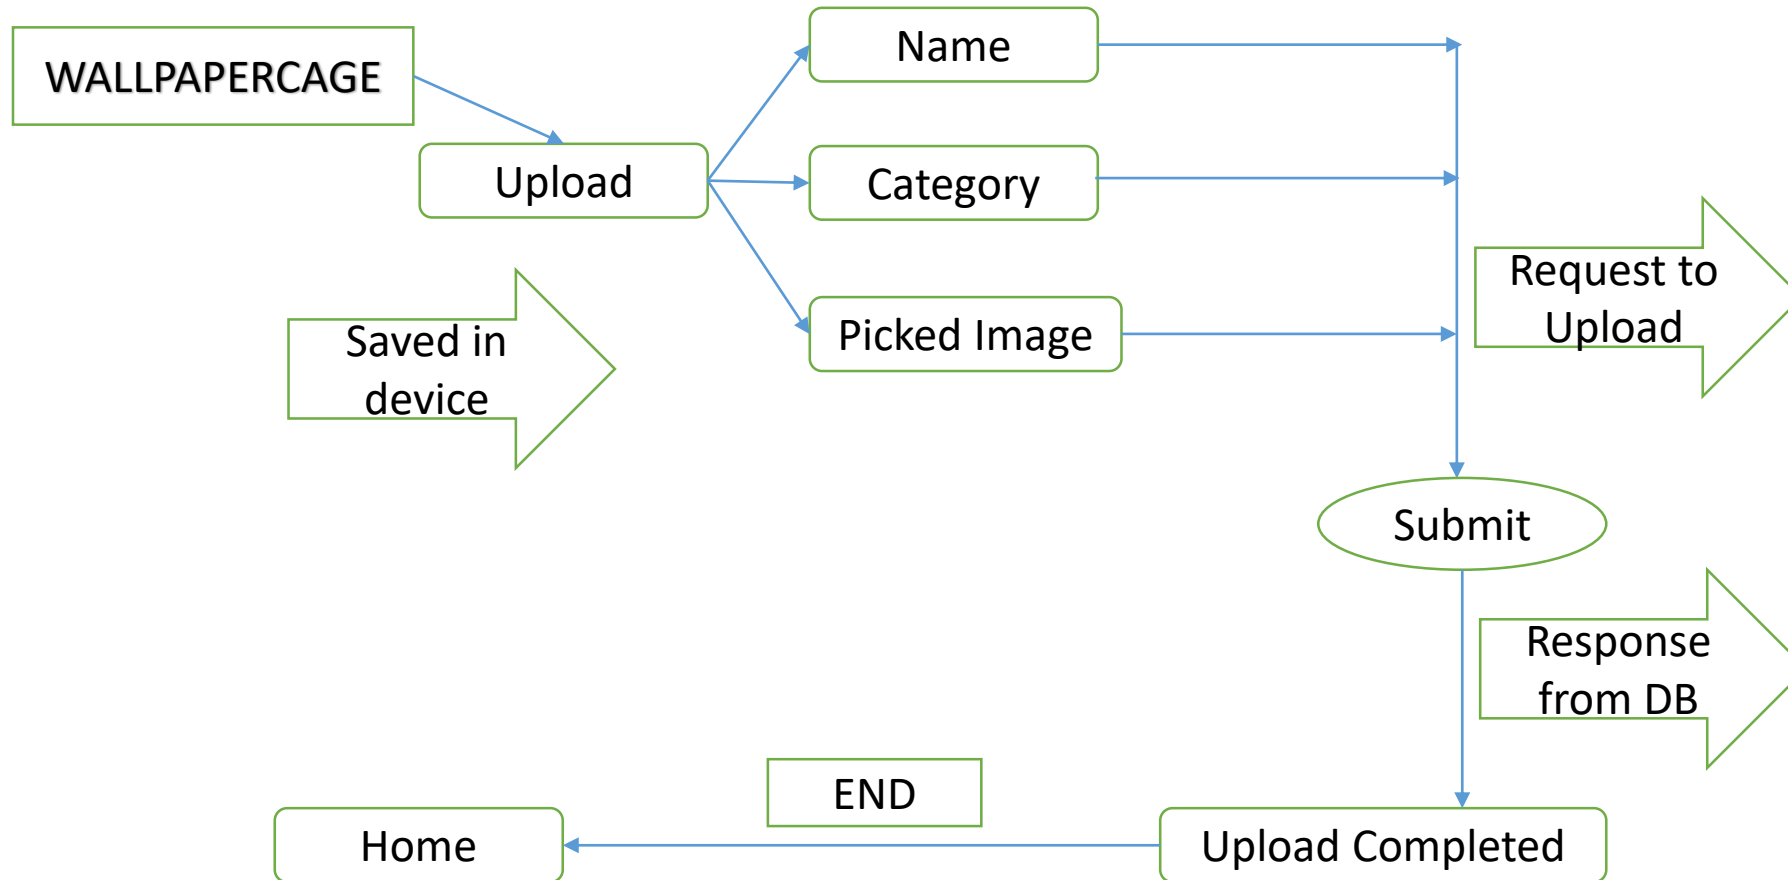 WALLPAPERCAGE
Name
Upload
Category
Request to
Upload
Saved in
device
Picked Image
Submit
Response
from DB
END
Home
Upload Completed